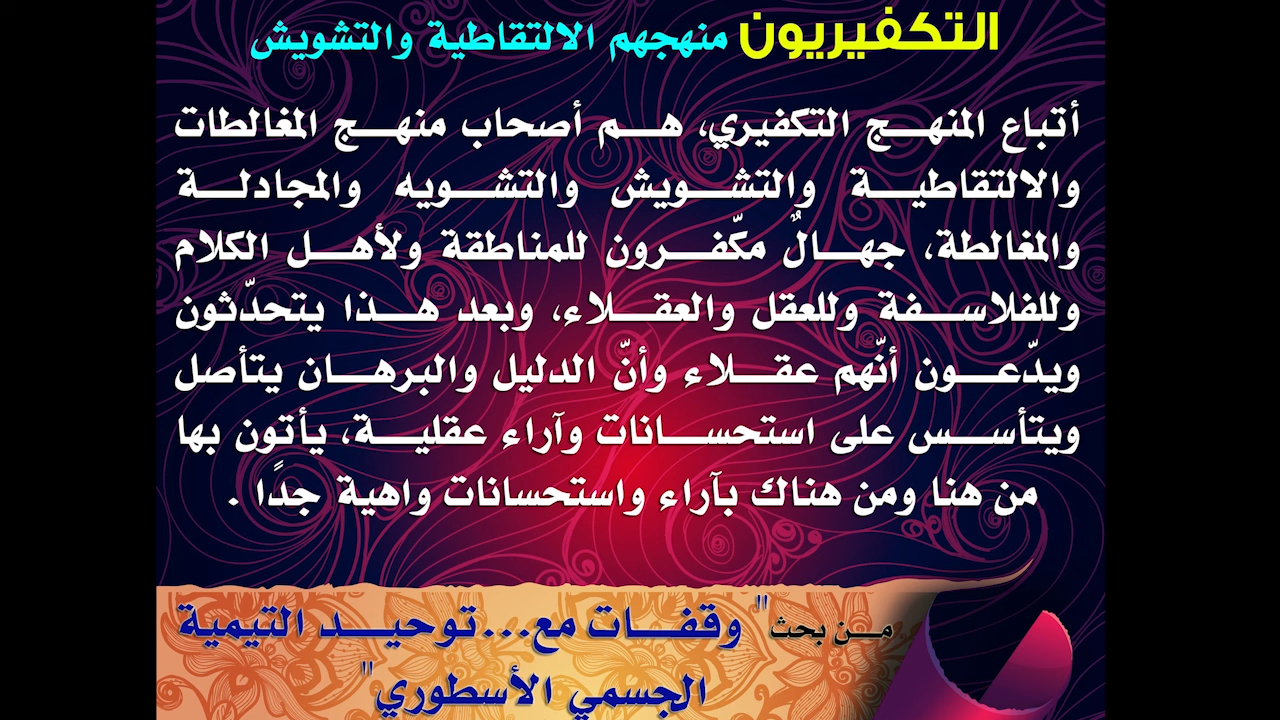 التكفيريون منهجهم الالتقاطية والتشويش
أتباع المنهج التكفيري، هم أصحاب منهج المغالطات
والالتقاطية والتشويش والتشويه والمجادلة
والمغالطة، جهالٌ مكّفرون للمناطقة ولأهل الكلام
وللفلاسفة وللعقل والعقلاء، وبعد هذا يتحدّثون
ويدّعون أنّهم عقلاء وأنّ الدليل والبرهان يتأصل
ويتأسس على استحسانات وآراء عقلية، يأتون بها
من هنا ومن هناك بآراء واستحسانات واهية جدًا .
من بحث " وقفات مع...توحيد التيمية
الجسمي الأسطوري"